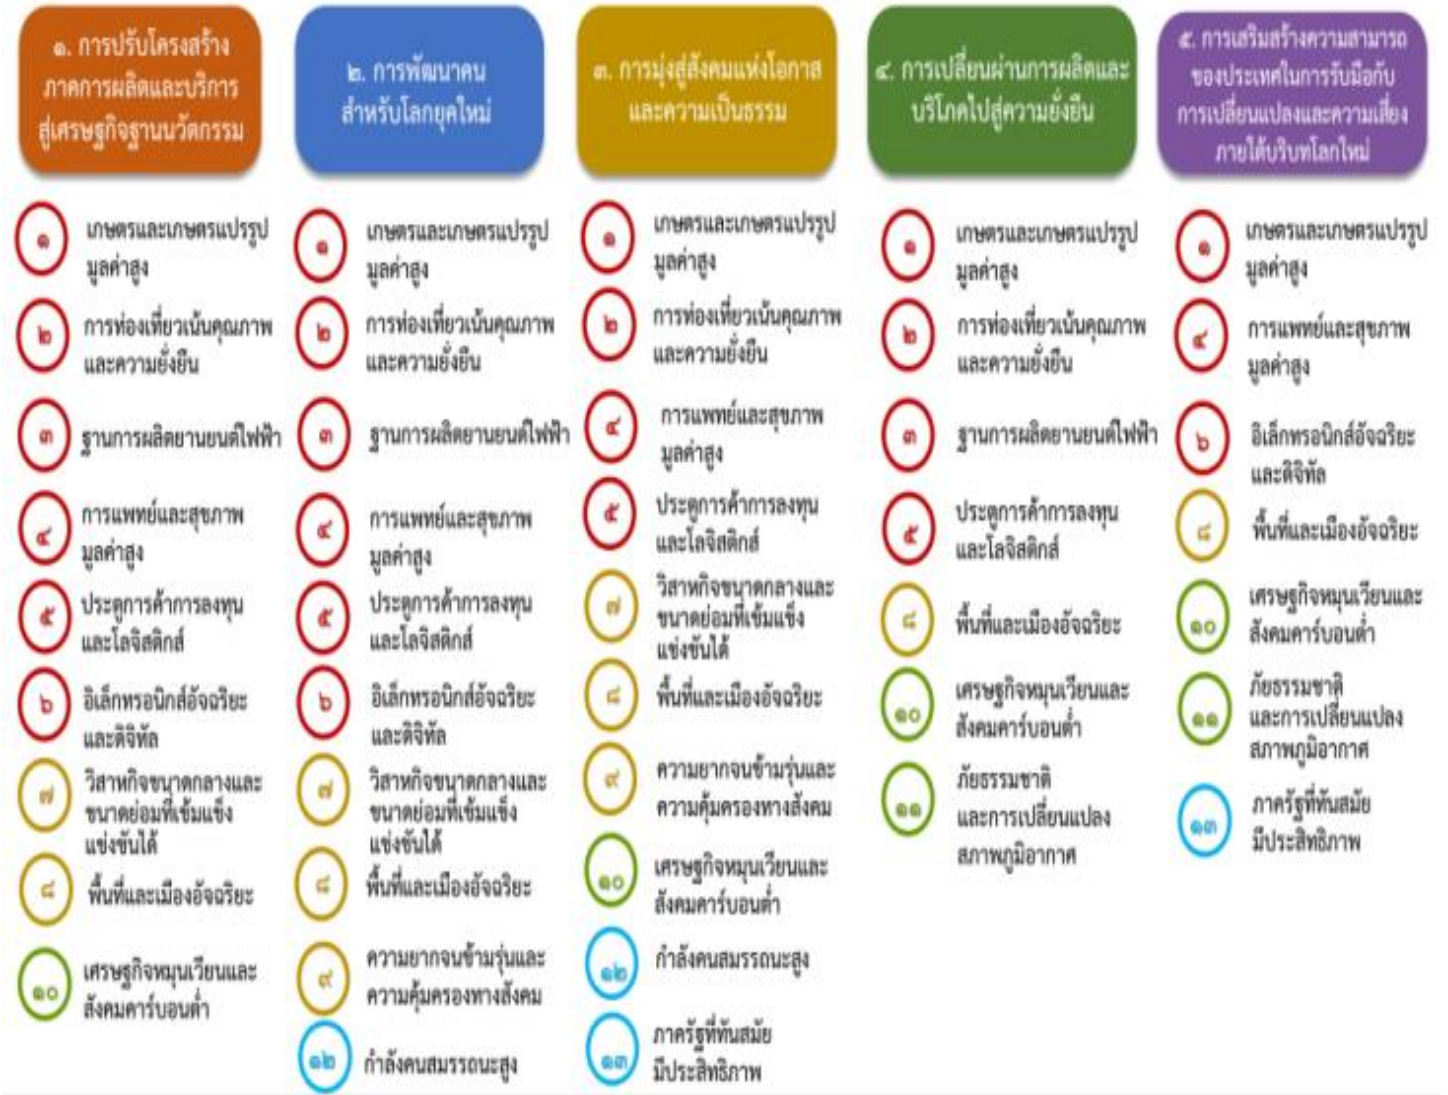 ๑. การปรับโครงสร้าง
ภาคการผลิตและบริการ
สู่เศรษฐกิจฐานนวัตกรรม
๑
เกษตรและเกษตรแปรรูป
มูลค่าสูง
๒
การท่องเที่ยวเน้นคุณภาพ
และความยั่งยืน
๓
ฐานการผลิตยานยนต์ไฟฟ้า
๔
การแพทย์และสุขภาพ
มูลค่าสูง
๕
ประตูการค้าการลงทุน
และโลจิสติกส์
๖
อิเล็กทรอนิกส์อัจฉริยะ
และดิจิทัล
๗
วิสาหกิจขนาดกลางและ
ขนาดย่อมที่เข้มแข็ง
แข่งขันได้
๘
พื้นที่และเมืองอัจฉริยะ
๑๐
เศรษฐกิจหมุนเวียนและ
สังคมคาร์บอนต่ำ
๒. การพัฒนาคน
สำหรับโลกยุคใหม่
๑
เกษตรและเกษตรแปรรูป
มูลค่าสูง
๒
การท่องเที่ยวเน้นคุณภาพ
และความยั่งยืน
๓
ฐานการผลิตยานยนต์ไฟฟ้า
๔
การแพทย์และสุขภาพ
มูลค่าสูง
๕
ประตูการค้าการลงทุน
และโลจิสติกส์
๖
อิเล็กทรอนิกส์อัจฉริยะ
และดิจิทัล
๗
วิสาหกิจขนาดกลางและ
ขนาดย่อมที่เข้มแข็ง
แข่งขันได้
๘
พื้นที่และเมืองอัจฉริยะ
๙
ความยากจนข้ามรุ่นและ
ความคุ้มครองทางสังคม
๑๒
กำลังคนสมรรถนะสูง
๓. การมุ่งสู่สังคมแห่งโอกาส
และความเป็นธรรม
๑
เกษตรและเกษตรแปรรูป
มูลค่าสูง
๒
การท่องเที่ยวเน้นคุณภาพ
และความยั่งยืน
๔
การแพทย์และสุขภาพ
มูลค่าสูง
๕
ประตูการค้าการลงทุน
และโลจิสติกส์
๗
วิสาหกิจขนาดกลางและ
ขนาดย่อมที่เข้มแข็ง
แข่งขันได้
๘
พื้นที่และเมืองอัจฉริยะ
๙
ความยากจนข้ามรุ่นและ
ความคุ้มครองทางสังคม
๑๐
เศรษฐกิจหมุนเวียนและ
สังคมคาร์บอนต่ำ
๑๒
กำลังคนสมรรถนะสูง
๑๓
ภาครัฐที่ทันสมัย
มีประสิทธิภาพ
๔. การเปลี่ยนผ่านการผลิตและ
บริโภคไปสู่ความยั่งยืน
๑
เกษตรและเกษตรแปรรูป
มูลค่าสูง
๒
การท่องเที่ยวเน้นคุณภาพ
และความยั่งยืน
๓
ฐานการผลิตยานยนต์ไฟฟ้า
๕
ประตูการค้าการลงทุน
และโลจิสติกส์
๘
พื้นที่และเมืองอัจฉริยะ
๑๐
เศรษฐกิจหมุนเวียนและ
สังคมคาร์บอนต่ำ
๑๑
ภัยธรรมชาติ
และการเปลี่ยนแปลง
สภาพภูมิอากาศ
๕. การเสริมสร้างความสามารถ
ของประเทศในการรับมือกับ
การเปลี่ยนแปลงและความเสี่ยง
ภายใต้บริบทโลกใหม่
๑
เกษตรและเกษตรแปรรูป
มูลค่าสูง
๔
การแพทย์และสุขภาพ
มูลค่าสูง
๖
อิเล็กทรอนิกส์อัจฉริยะ
และดิจิทัล
๘
พื้นที่และเมืองอัจฉริยะ
๑๐
เศรษฐกิจหมุนเวียนและ
สังคมคาร์บอนต่ำ
๑๑
ภัยธรรมชาติ
และการเปลี่ยนแปลง
สภาพภูมิอากาศ
๑๓
ภาครัฐที่ทันสมัย
มีประสิทธิภาพ